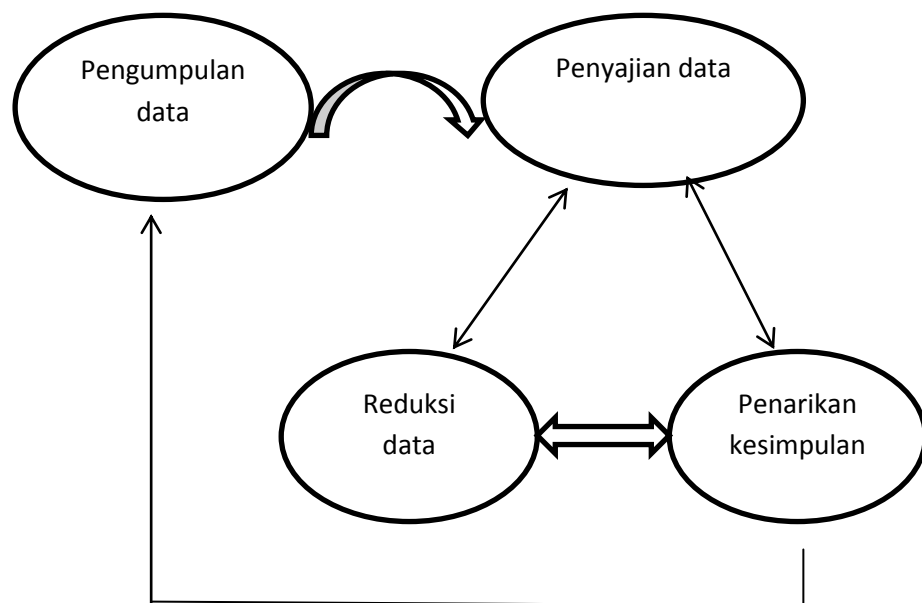 Pengumpulan
data
Penyajian data
Reduksi
data
Penarikan
kesimpulan